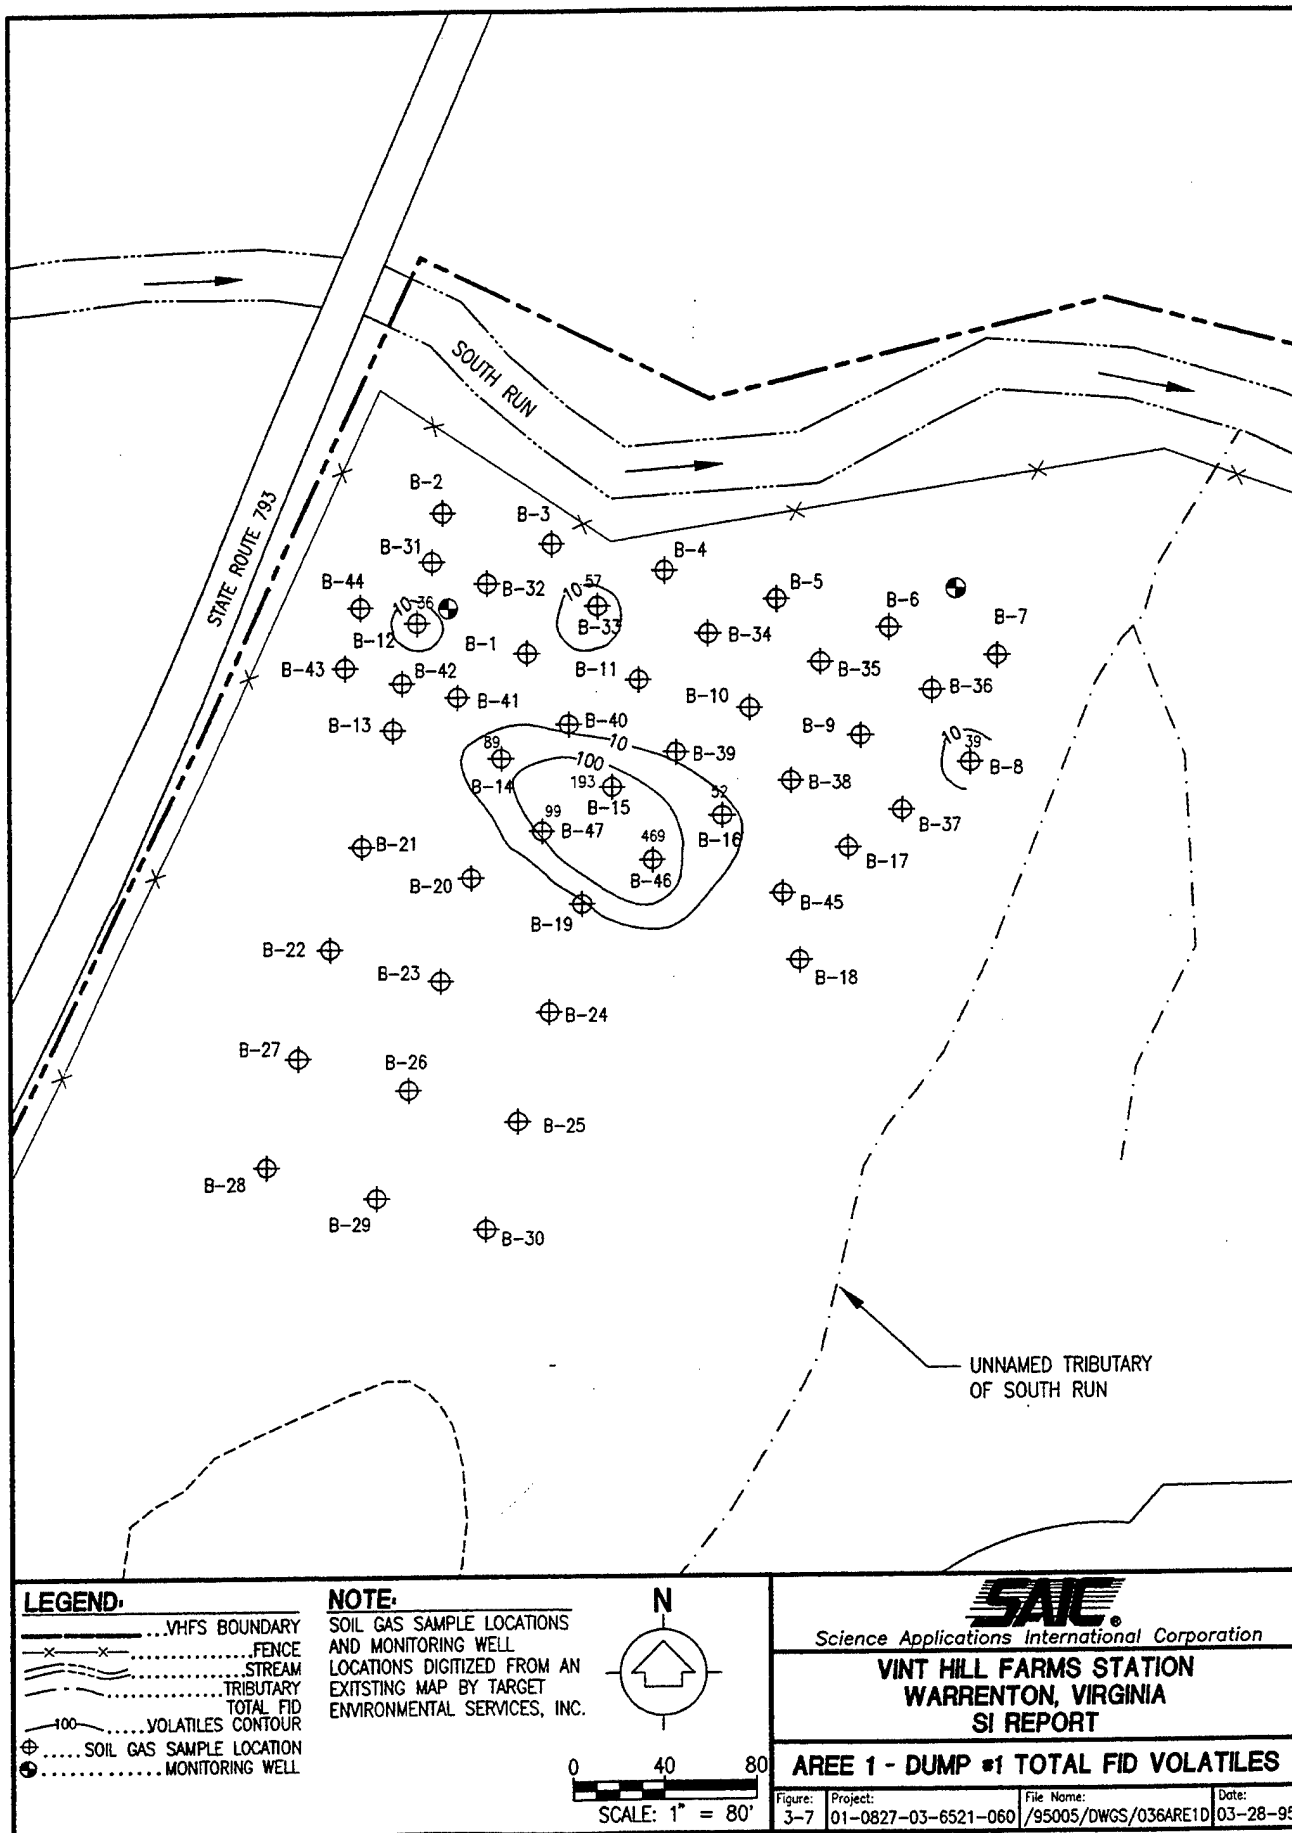 SOUTH RUN
STATE ROUTE 793
B-2
B-3
B-31
B-4
B-44
B-32
10 57
B-5
10 36
B-33
B-6
B-12
B-1
B-34
B-7
B-43
B-42
B-11
B-35
B-41
B-10
B-36
B-13
B-40
B-9
10
B-39
10
39
89
100
B-8
B-14
193
B-15
B-38
52
99
B-47
B-16
B-37
B-21
469
B-17
B-20
B-46
B-45
B-19
B-22
B-23
B-18
B-24
B-27
B-26
B-25
B-28
B-29
B-30
UNNAMED TRIBUTARY
OF SOUTH RUN
LEGEND:
...VHFS BOUNDARY
............FENCE
............STREAM
............TRIBUTARY
TOTAL FID
100 .....VOLATILES CONTOUR
.....SOIL GAS SAMPLE LOCATION
............MONITORING WELL
NOTE:
SOIL GAS SAMPLE LOCATIONS
AND MONITORING WELL
LOCATIONS DIGITIZED FROM AN
EXITSTING MAP BY TARGET
ENVIRONMENTAL SERVICES, INC.
N
0 40 80
SCALE: 1" = 80'
SAIC®
Science Applications International Corporation
VINT HILL FARMS STATION
WARRENTON, VIRGINIA
SI REPORT
AREE 1 - DUMP #1 TOTAL FID VOLATILES
Figure: 3-7
Project: 01-0827-03-6521-060
File Name: /95005/DWGS/036ARE1D
Date: 03-28-95